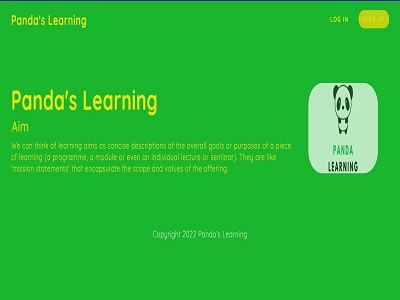 Panda's Learning
LOG IN
SIGN UP
Panda's Learning
Aim
We can think of learning aims as concise descriptions of the overall goals or purposes of a piece
of learning (a programme, a module or even an individual lecture or seminar). They are like
'mission statements' that encapsulate the scope and values of the offering.
PANDA
LEARNING
Copyright 2022 Panda's Learning